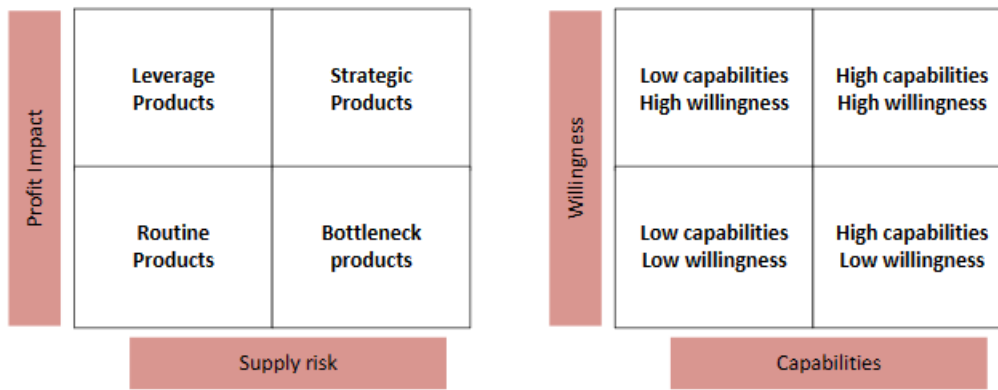 Profit Impact
Leverage
Products
Strategic
Products
Routine
Products
Bottleneck
products
Supply risk
Willingness
Low capabilities
High willingness
High capabilities
High willingness
Low capabilities
Low willingness
High capabilities
Low willingness
Capabilities